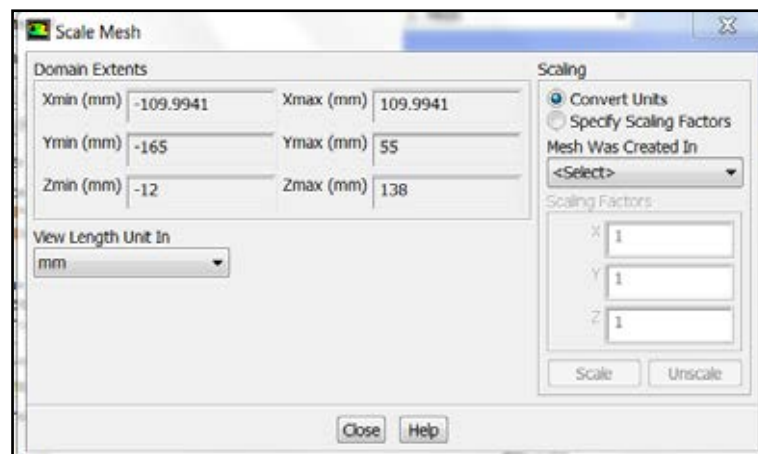 Scale Mesh
Domain Extents
Xmin (mm) -109.9941 Xmax (mm) 109.9941
Ymin (mm) -165 Ymax (mm) 55
Zmin (mm) -12 Zmax (mm) 138
View Length Unit In
mm
Scaling
Convert Units
Specify Scaling Factors
Mesh Was Created In
<Select>
Scaling Factors
X 1
Y 1
Z 1
Scale Unscale
Close Help